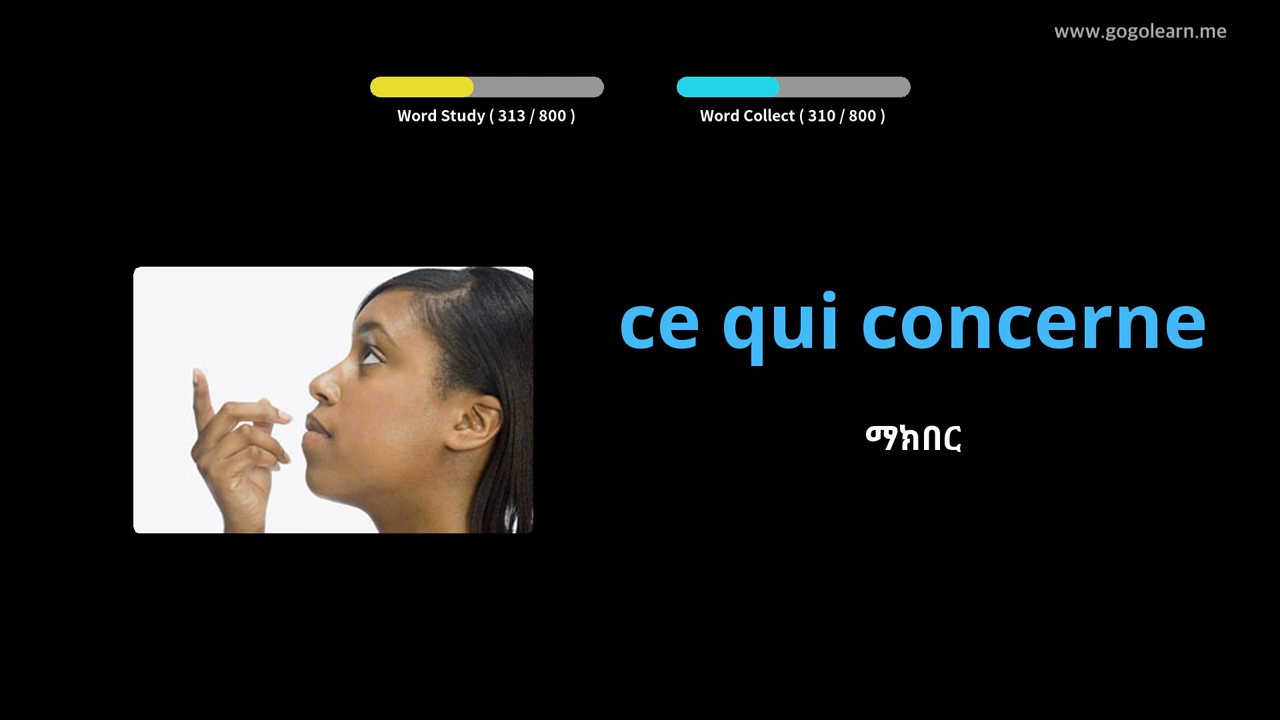 www.gogolearn.me
Word Study ( 313 / 800 )
Word Collect ( 310 / 800 )
ce qui concerne
ማክበር